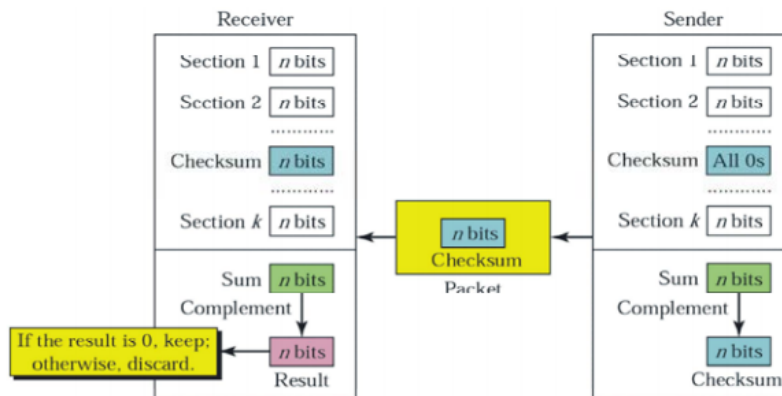 Receiver
Sender
Section 1 n bits
Section 2 n bits
..............
Checksum n bits
..............
Section k n bits
Sum n bits
Complement
n bits
Result
If the result is 0, keep;
otherwise, discard.
n bits
Checksum
Packet
Section 1 n bits
Section 2 n bits
..............
Checksum All 0s
..............
Section k n bits
Sum n bits
Complement
n bits
Checksum